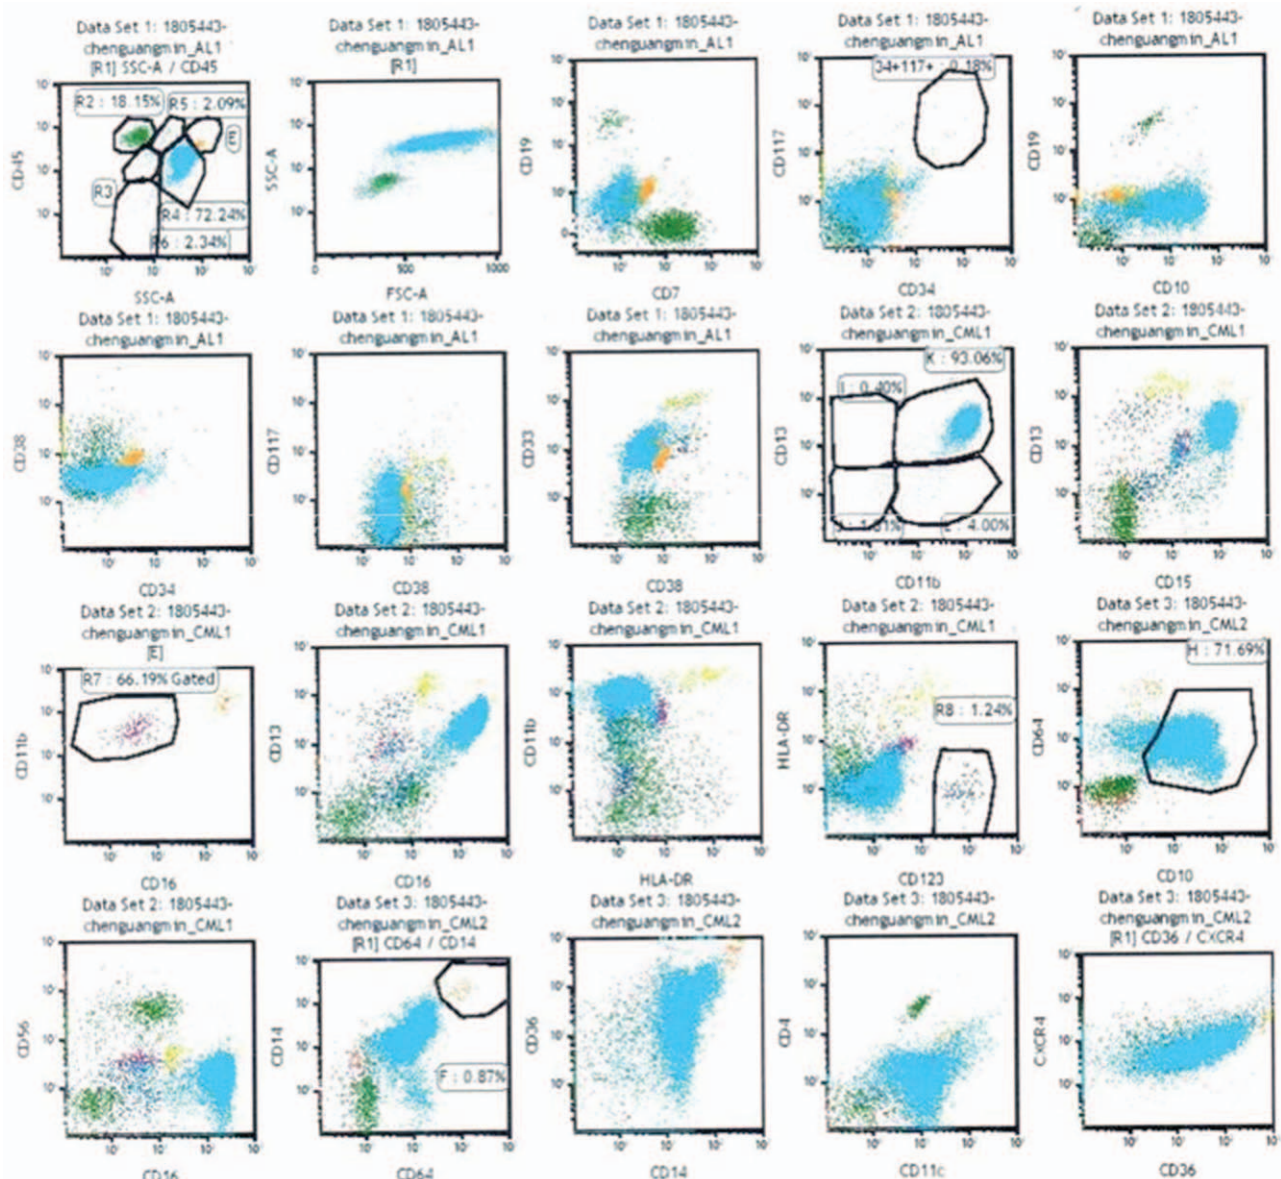 Data Set 1: 1805443-
chenguangmin_AL1
[R1] SSC-A / CD45
R2 : 18.15%
R5 : 2.09%
R3
R4 : 72.24%
R6 : 2.34%
CD45
SSC-A
Data Set 1: 1805443-
chenguangmin_AL1
[R1]
SSC-A
0
500
1000
FSC-A
Data Set 1: 1805443-
chenguangmin_AL1
CD19
0
CD7
Data Set 1: 1805443-
chenguangmin_AL1
34+117+ : 0.18%
CD117
CD34
Data Set 1: 1805443-
chenguangmin_AL1
CD19
CD10
Data Set 1: 1805443-
chenguangmin_AL1
CD38
CD34
Data Set 1: 1805443-
chenguangmin_AL1
CD117
CD38
Data Set 1: 1805443-
chenguangmin_AL1
CD33
CD38
Data Set 2: 1805443-
chenguangmin_CML1
K : 93.06%
I : 0.40%
4.00%
CD13
CD11b
Data Set 2: 1805443-
chenguangmin_CML1
CD13
CD15
Data Set 2: 1805443-
chenguangmin_CML1
[E]
R7 : 66.19% Gated
CD11b
CD16
Data Set 2: 1805443-
chenguangmin_CML1
CD13
CD16
Data Set 2: 1805443-
chenguangmin_CML1
CD11b
HLA-DR
Data Set 2: 1805443-
chenguangmin_CML1
R8 : 1.24%
HLA-DR
CD123
Data Set 3: 1805443-
chenguangmin_CML2
H : 71.69%
CD64
CD10
Data Set 2: 1805443-
chenguangmin_CML1
CD56
CD16
Data Set 3: 1805443-
chenguangmin_CML2
[R1] CD64 / CD14
F : 0.87%
CD14
CD64
Data Set 3: 1805443-
chenguangmin_CML2
CD36
CD14
Data Set 3: 1805443-
chenguangmin_CML2
CD4
CD11c
Data Set 3: 1805443-
chenguangmin_CML2
[R1] CD36 / CXCR4
CXCR4
CD36